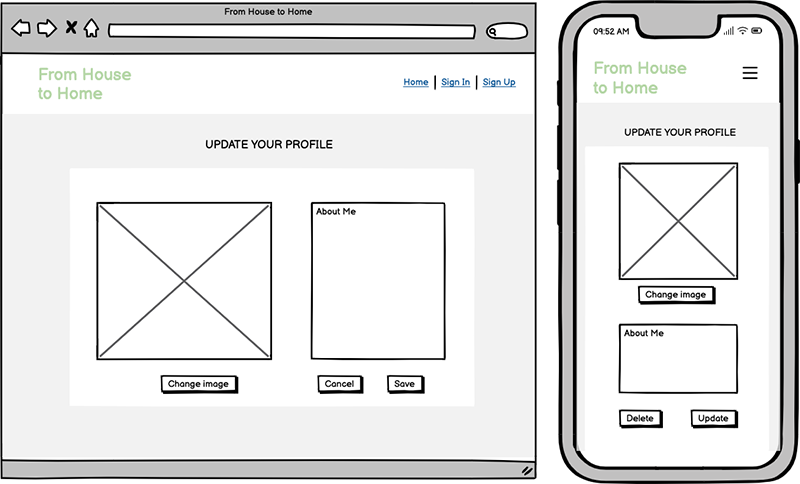 From House to Home
From House
to Home
Home | Sign In | Sign Up
UPDATE YOUR PROFILE
About Me
Change image
Cancel
Save
09:52 AM
From House
to Home
UPDATE YOUR PROFILE
Change image
About Me
Delete
Update